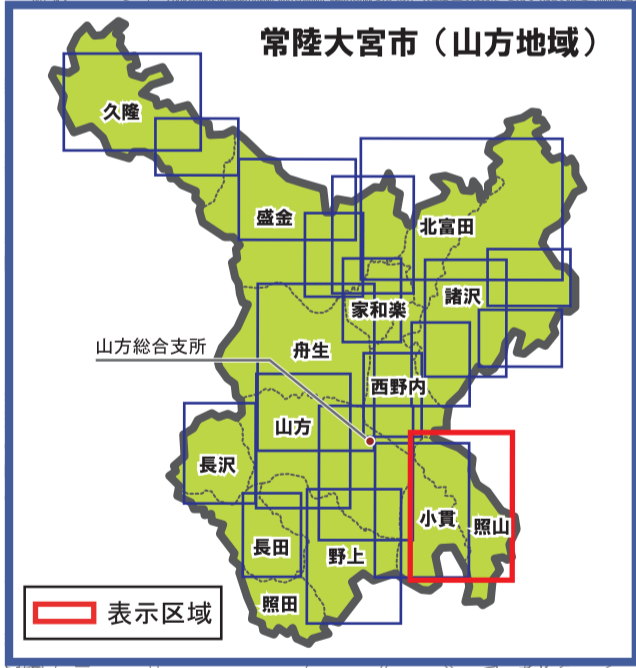 常陸大宮市（山方地域）
久隆
盛金
北富田
諸沢
家和楽
山方総合支所
舟生
西野内
山方
長沢
小貫
照山
長田
野上
照田
表示区域